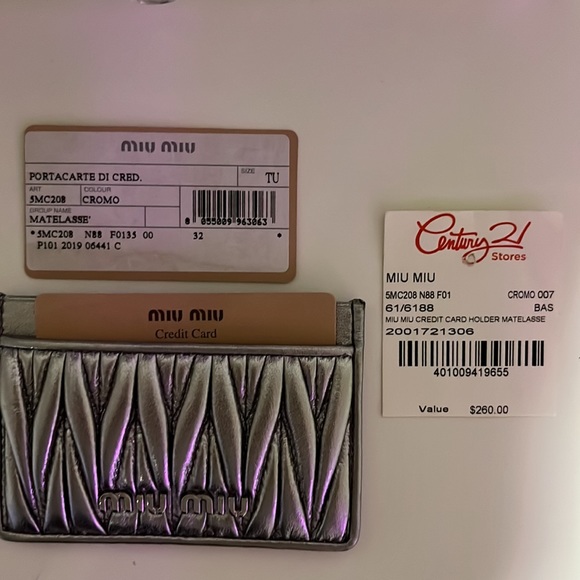 miu miu
PORTACARTE DI CRED.
SIZE
TU
ART
COLOUR
5MC208
CROMO
GROUP NAME
MATELASSE'
8 055009 963063
*5MC208 N88 F0135 00 32 *
P101 2019 06441 C
miu miu
Credit Card
miu miu
Century 21
Stores
MIU MIU
5MC208 N88 F01 CROMO 007
61/6188 BAS
MIU MIU CREDIT CARD HOLDER MATELASSE
2001721306
401009419655
Value $260.00